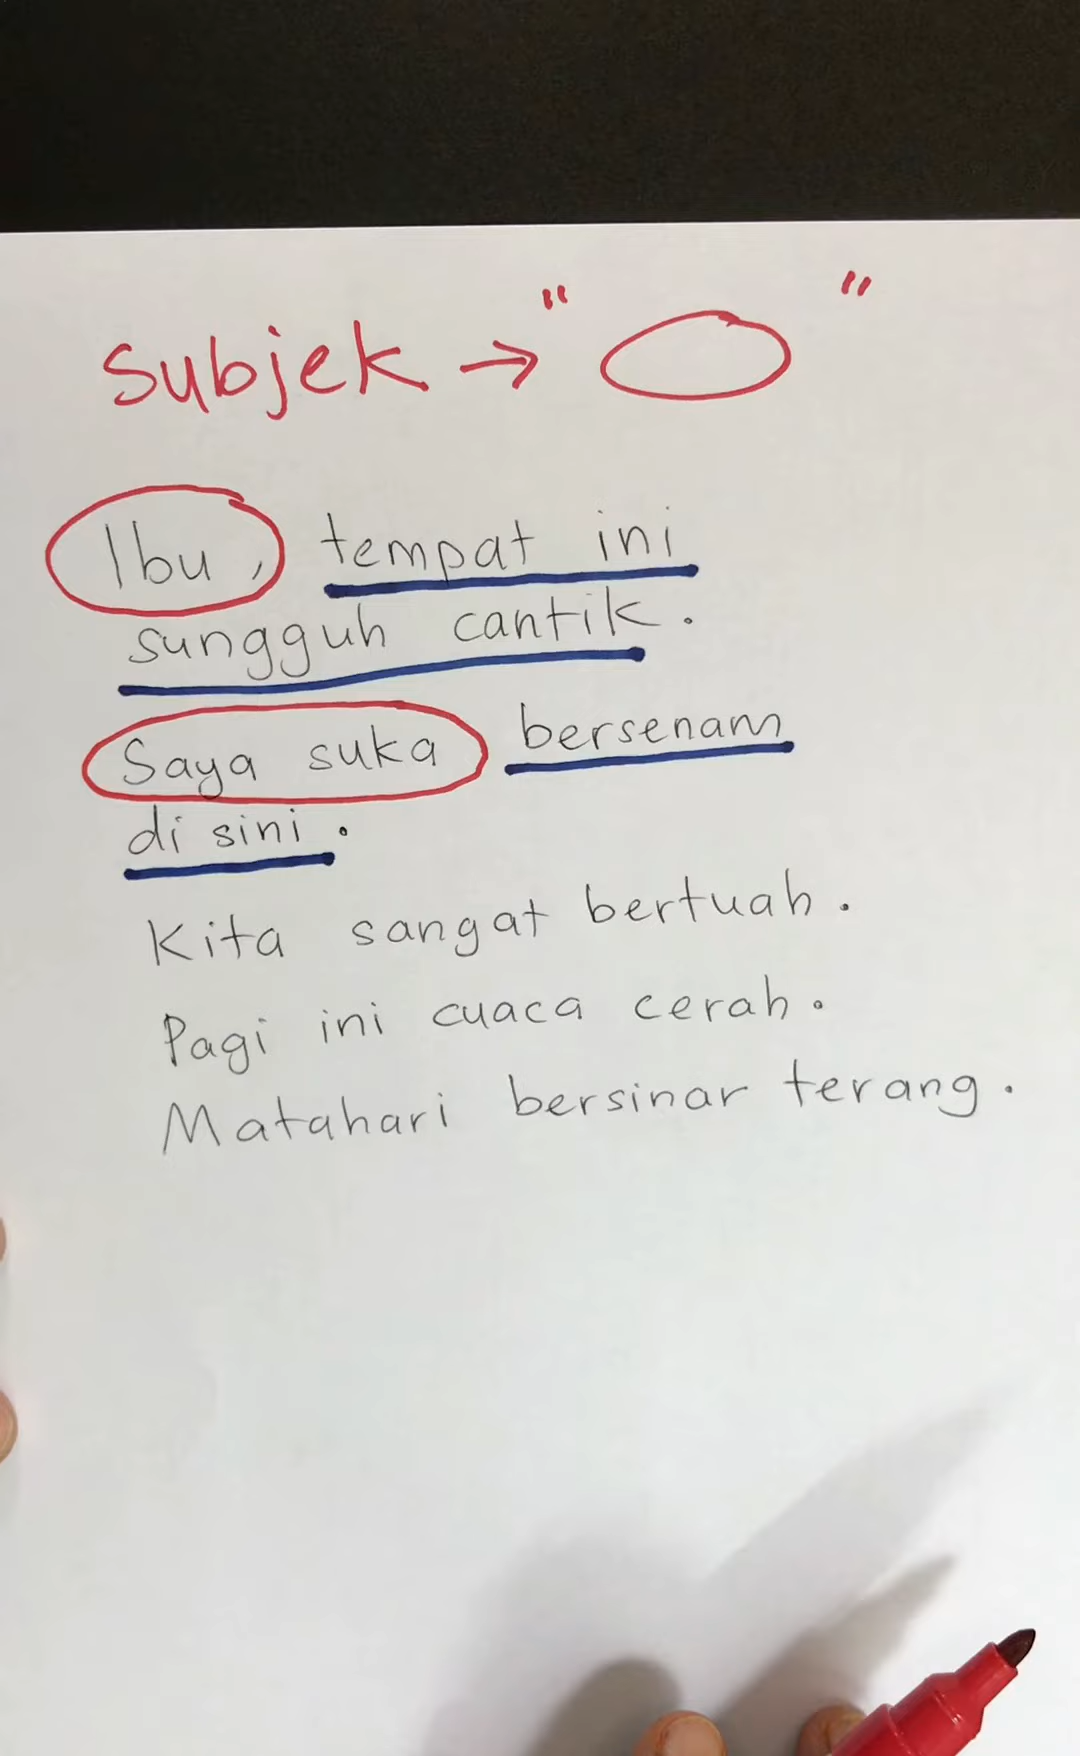 subjek → " "
Ibu, tempat ini
sungguh cantik.
Saya suka bersenam
di sini.
Kita sangat bertuah.
Pagi ini cuaca cerah.
Matahari bersinar terang.